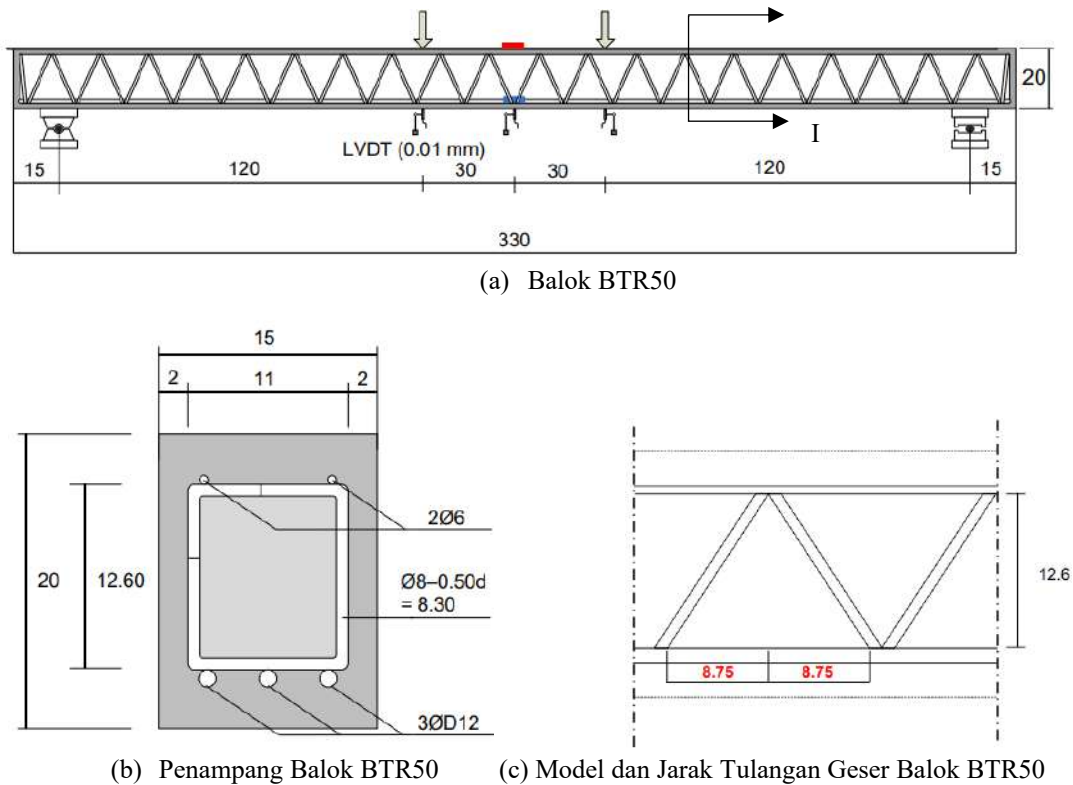 20
I
LVDT (0.01 mm)
15 120 30 30 120 15
330
(a) Balok BTR50
15
2 11 2
2Ø6
20 12.60
Ø8–0.50d
= 8.30
3ØD12
12.6
8.75 8.75
(b) Penampang Balok BTR50 (c) Model dan Jarak Tulangan Geser Balok BTR50